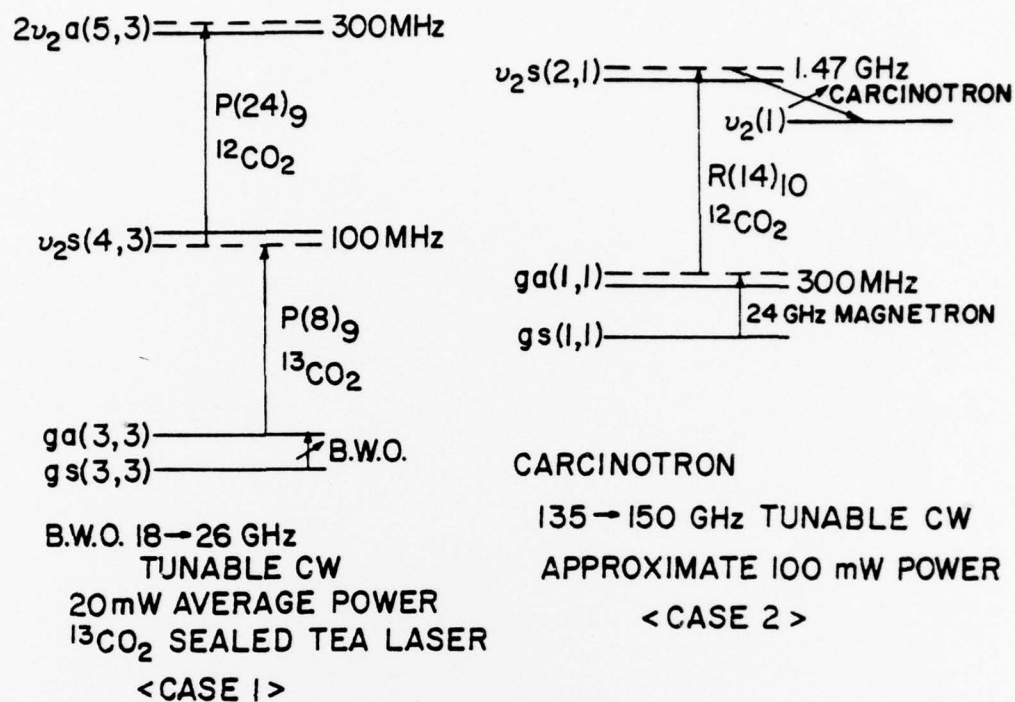 2υ₂a(5,3) 300MHz
P(24)₉
¹²CO₂
υ₂s(4,3) 100MHz
P(8)₉
¹³CO₂
ga(3,3)
gs(3,3) B.W.O.
B.W.O. 18→26 GHz
TUNABLE CW
20mW AVERAGE POWER
¹³CO₂ SEALED TEA LASER
<CASE 1>
υ₂s(2,1) 1.47 GHz
CARCINOTRON
υ₂(1)
R(14)₁₀
¹²CO₂
ga(1,1) 300MHz
24 GHz MAGNETRON
gs(1,1)
CARCINOTRON
135→150 GHz TUNABLE CW
APPROXIMATE 100 mW POWER
<CASE 2>